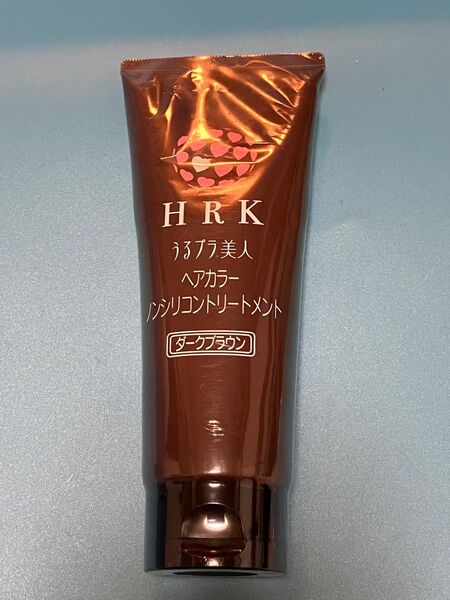 HRK
うるプラ美人
ヘアカラー
ノンシリコントリートメント
ダークブラウン